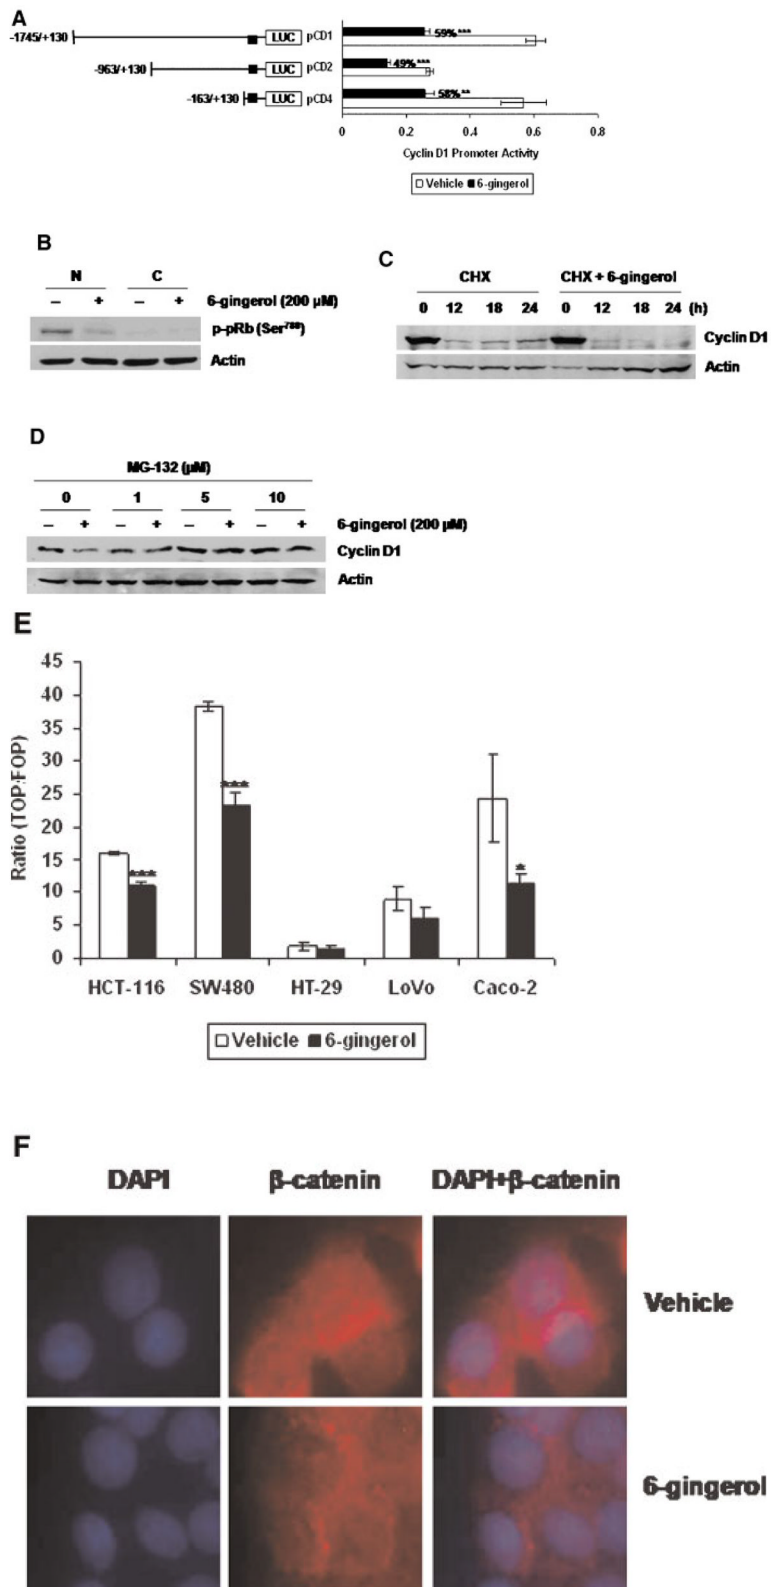 A
-1745/+130 LUC pCD1 59% ***
-963/+130 LUC pCD2 49% ***
-163/+130 LUC pCD4 58% **
0 0.2 0.4 0.6 0.8
Cyclin D1 Promoter Activity
Vehicle 6-gingerol
B
N C
– + – + 6-gingerol (200 µM)
p-pRb (Ser⁷⁸⁰)
Actin
C
CHX CHX + 6-gingerol
0 12 18 24 0 12 18 24 (h)
Cyclin D1
Actin
D
MG-132 (µM)
0 1 5 10
– + – + – + – + 6-gingerol (200 µM)
Cyclin D1
Actin
E
Ratio (TOP:FOP)
45
40
35
30
25
20
15
10
5
0
***
***
*
HCT-116 SW480 HT-29 LoVo Caco-2
Vehicle 6-gingerol
F
DAPI β-catenin DAPI+β-catenin
Vehicle
6-gingerol